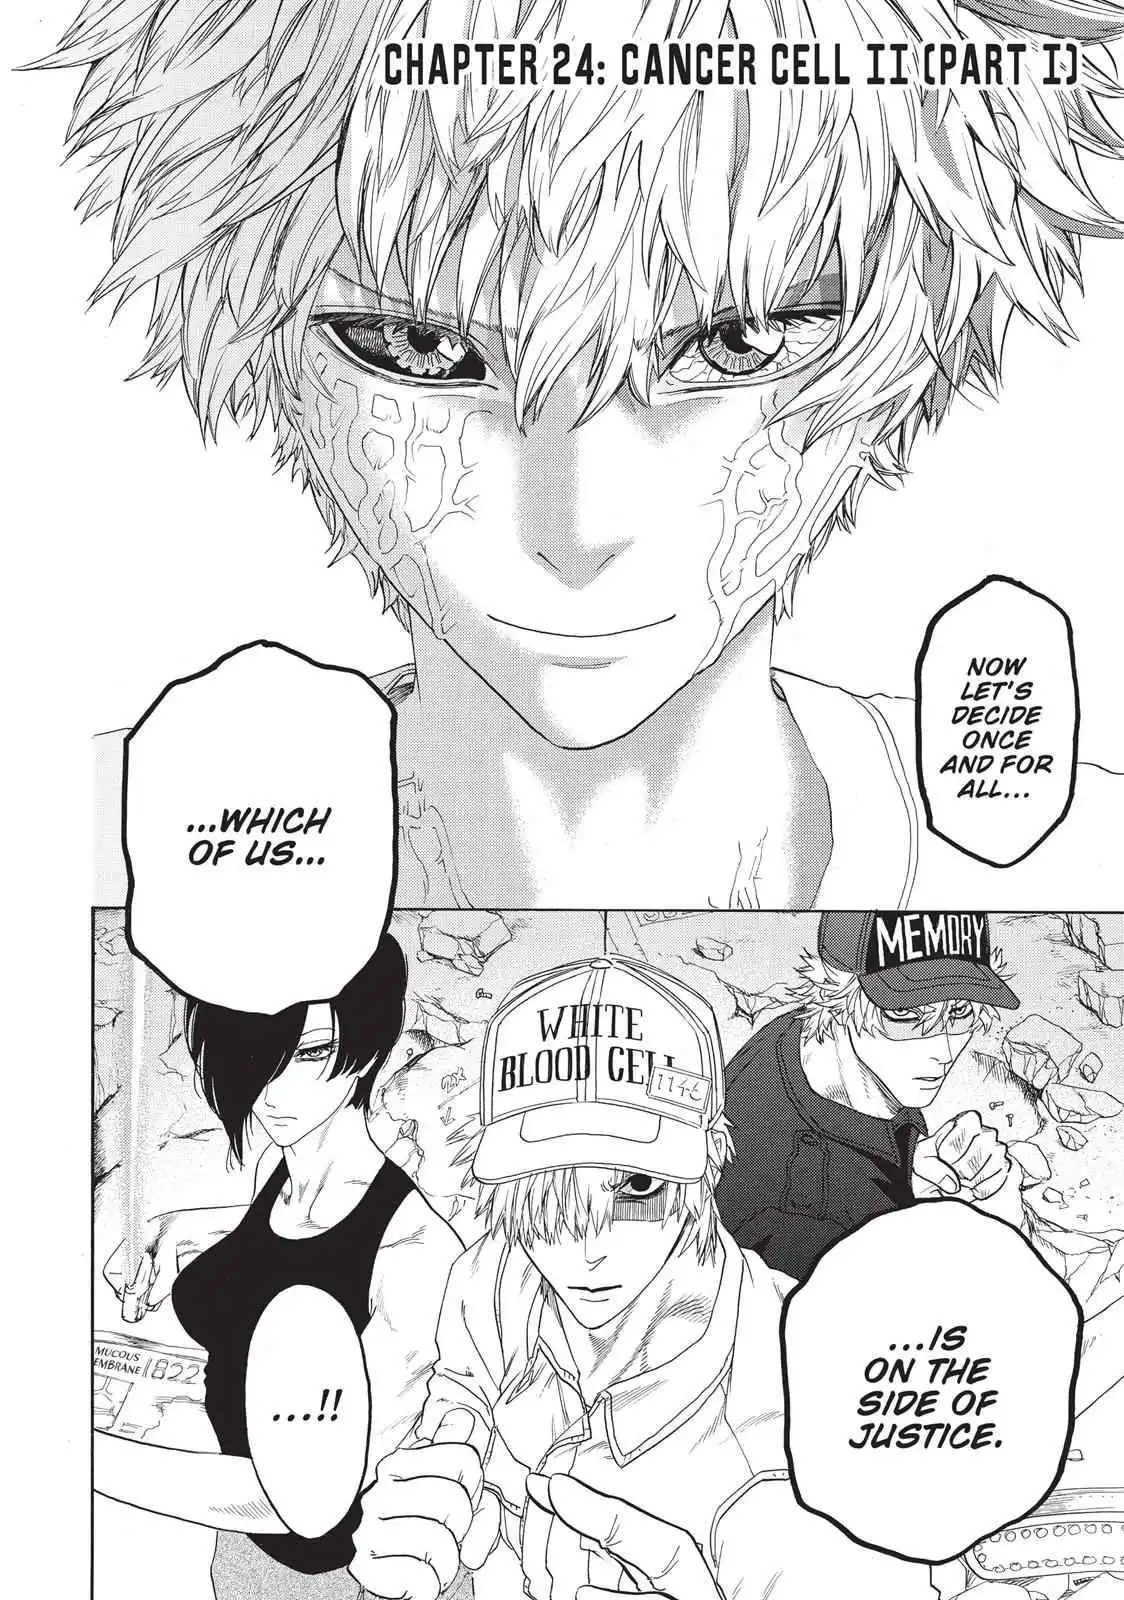 CHAPTER 24: CANCER CELL II (PART I)
NOW
LET'S
DECIDE
ONCE
AND FOR
ALL...
...WHICH
OF US...
MEMORY
WHITE
BLOOD CELL
1146
...IS
ON THE
SIDE OF
JUSTICE.
...!!
MUCOUS
EMBRANE 1822